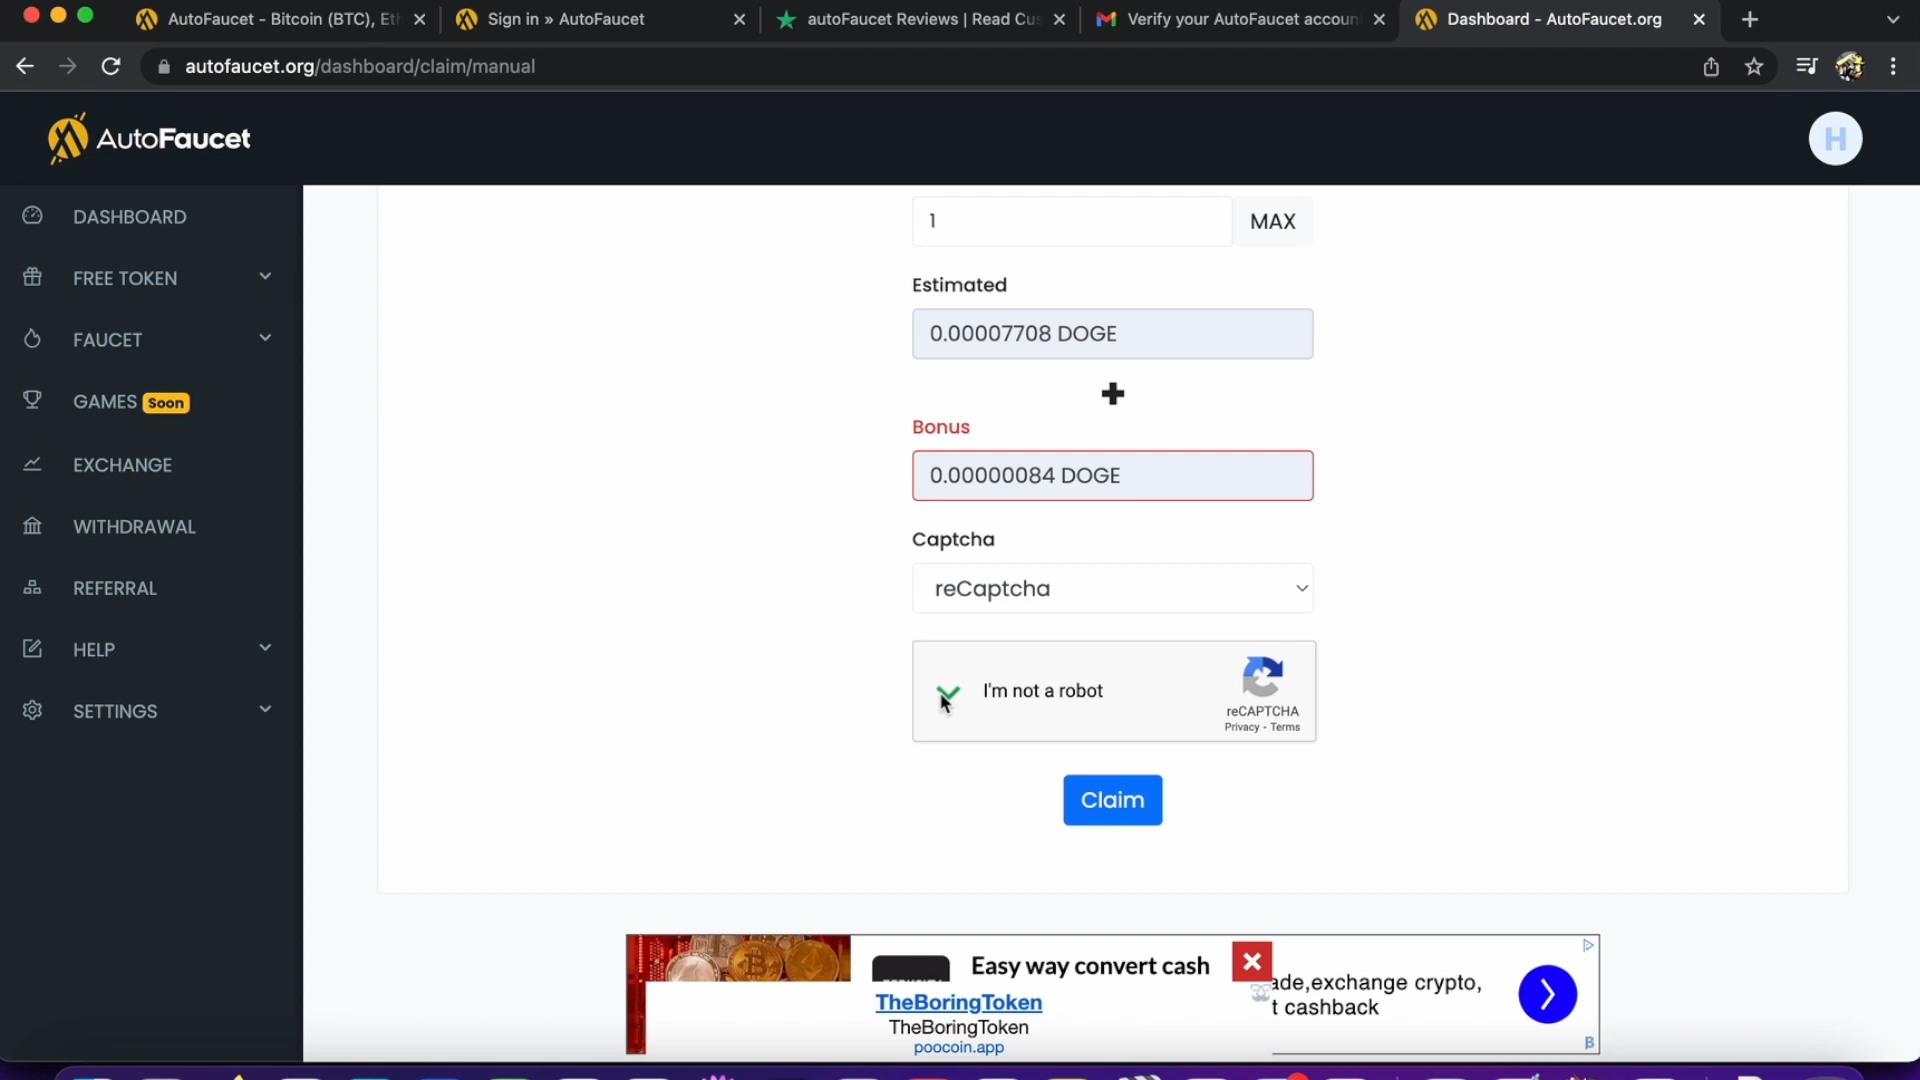 AutoFaucet - Bitcoin (BTC), Et
Sign in » AutoFaucet
autoFaucet Reviews | Read Cus
Verify your AutoFaucet accoun
Dashboard - AutoFaucet.org
autofaucet.org/dashboard/claim/manual
AutoFaucet
H
DASHBOARD
FREE TOKEN
FAUCET
GAMES Soon
EXCHANGE
WITHDRAWAL
REFERRAL
HELP
SETTINGS
1
MAX
Estimated
0.00007708 DOGE
Bonus
0.00000084 DOGE
Captcha
reCaptcha
I'm not a robot
reCAPTCHA
Privacy - Terms
Claim
Easy way convert cash
TheBoringToken
TheBoringToken
poocoin.app
ade,exchange crypto,
t cashback